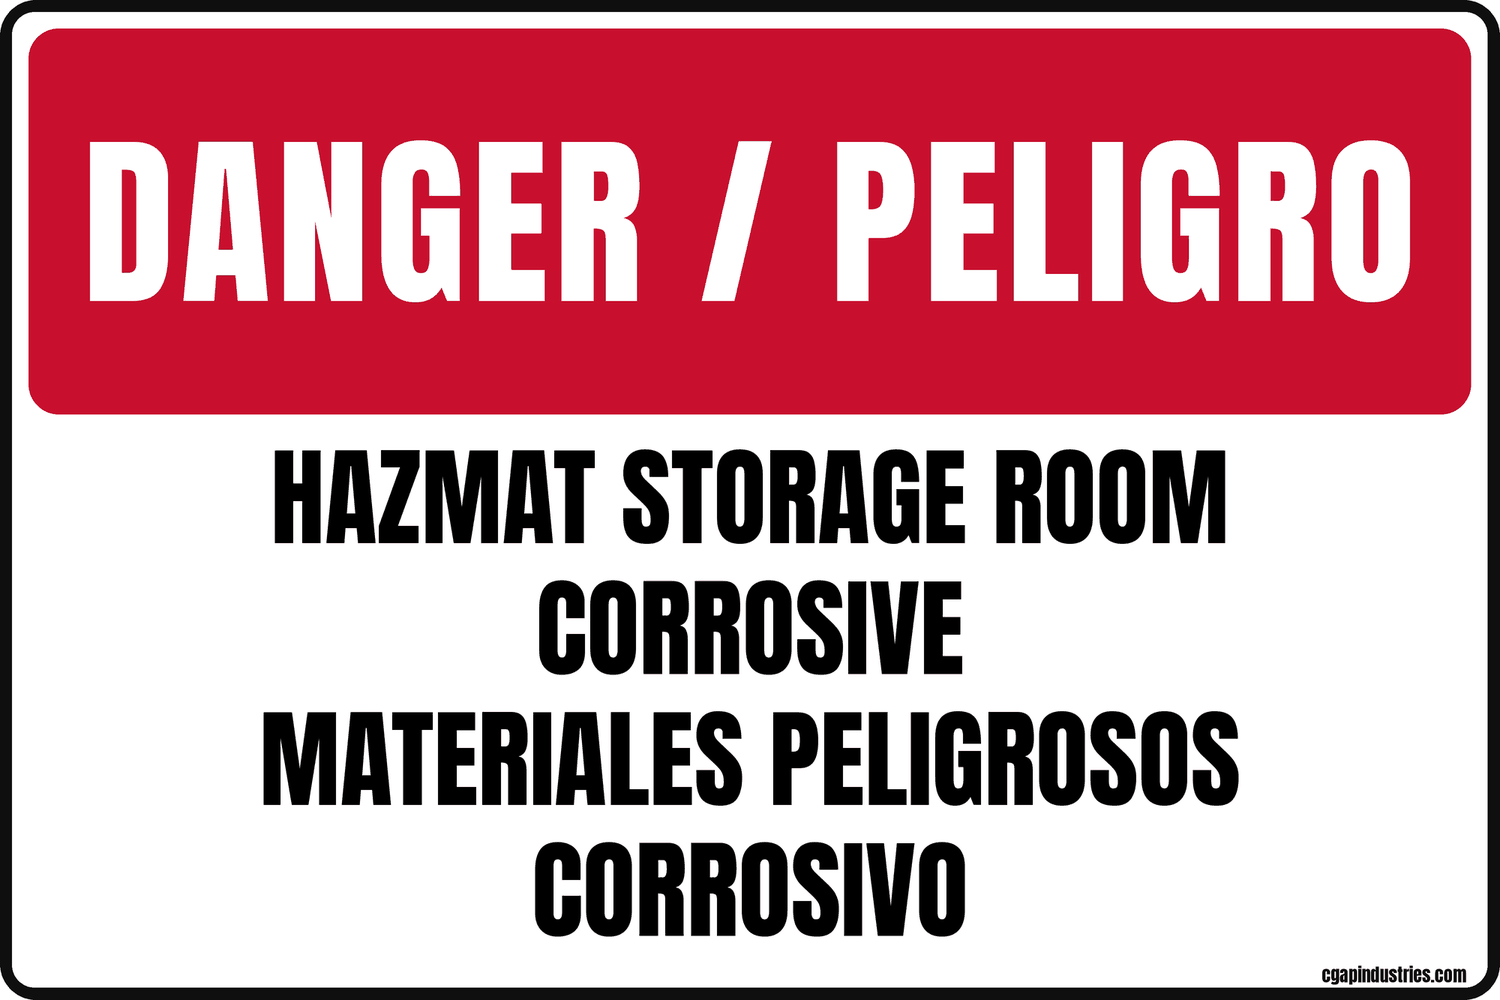 DANGER / PELIGRO
HAZMAT STORAGE ROOM
CORROSIVE
MATERIALES PELIGROSOS
CORROSIVO
cgapindustries.com